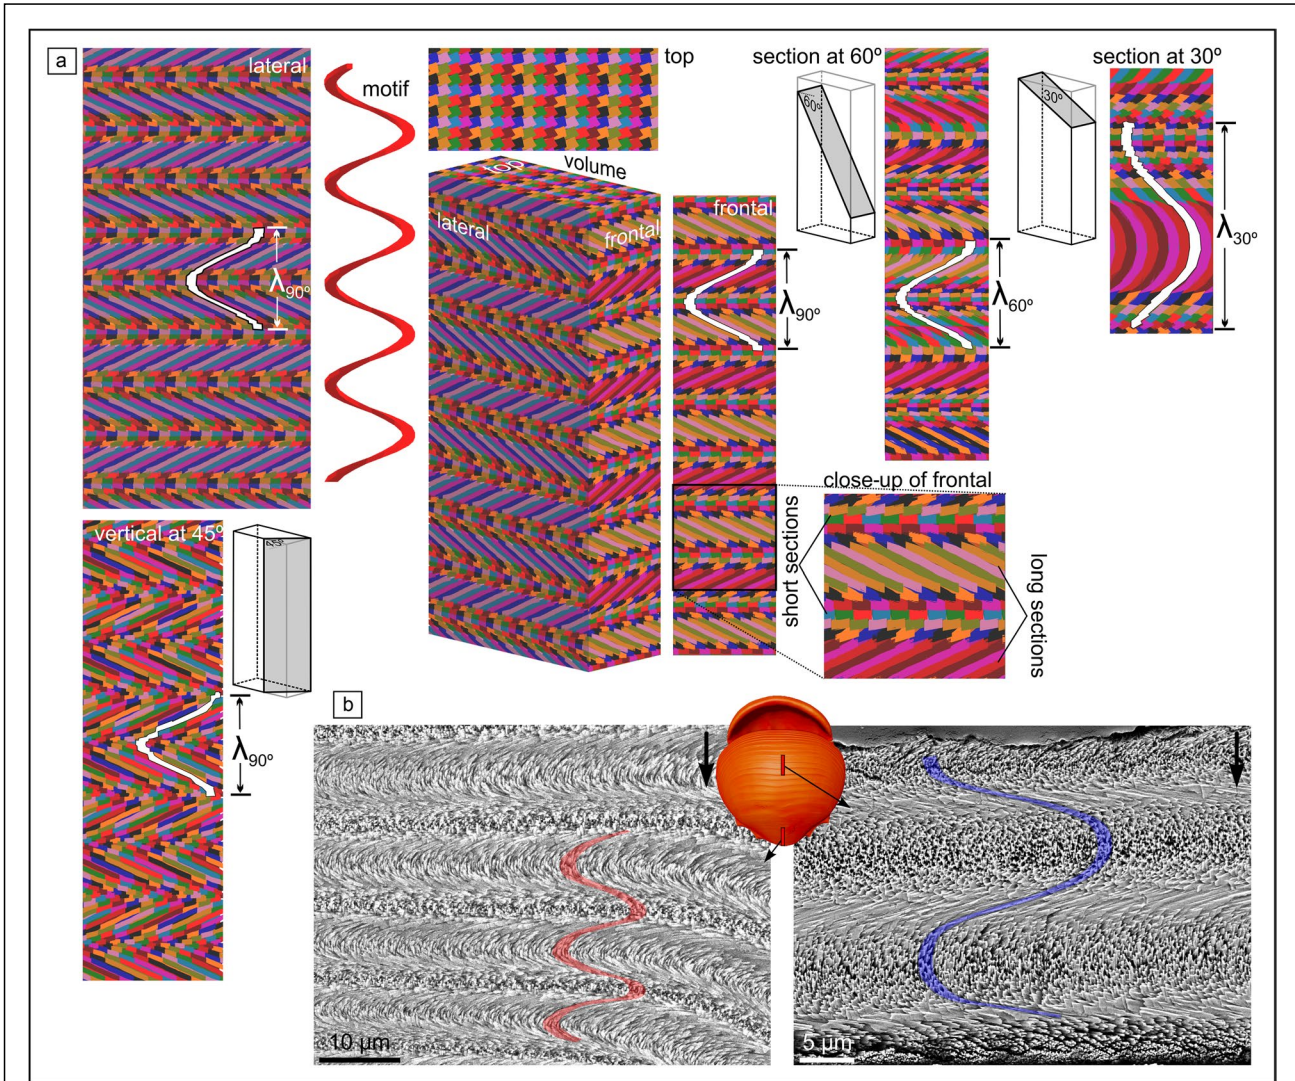 a
lateral
motif
top
volume
top
lateral
frontal
frontal
section at 60º
60º
section at 30º
30º
λ90º
λ90º
λ60º
λ30º
close-up of frontal
short sections
long sections
vertical at 45º
45º
λ90º
b
10 µm
5 µm